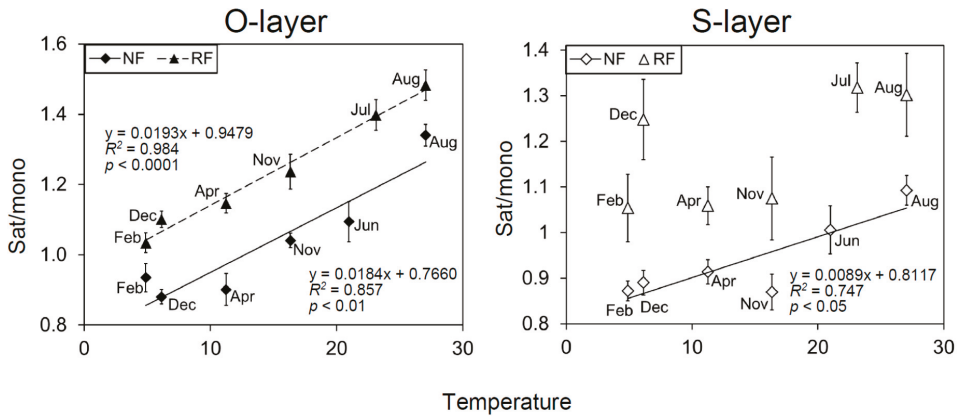 O-layer
S-layer
NF RF
Sat/mono
1.6
1.4
1.2
1.0
0.8
0 10 20 30
y = 0.0193x + 0.9479
R² = 0.984
p < 0.0001
Feb
Dec
Apr
Nov
Jul
Aug
Feb
Dec
Apr
Nov
Jun
Aug
y = 0.0184x + 0.7660
R² = 0.857
p < 0.01
NF RF
Sat/mono
1.4
1.3
1.2
1.1
1
0.9
0.8
0 10 20 30
Feb
Dec
Apr
Nov
Jul
Aug
Feb
Dec
Apr
Nov
Jun
Aug
y = 0.0089x + 0.8117
R² = 0.747
p < 0.05
Temperature